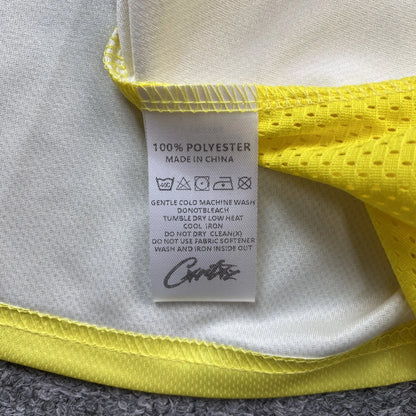 100% POLYESTER
MADE IN CHINA
GENTLE COLD MACHINE WASH
DONOTBLEACH
TUMBLE DRY LOW HEAT
COOL IRON
DO NOT DRY CLEAN(X)
DO NOT USE FABRIC SOFTENER
WASH AND IRON INSIDE OUT